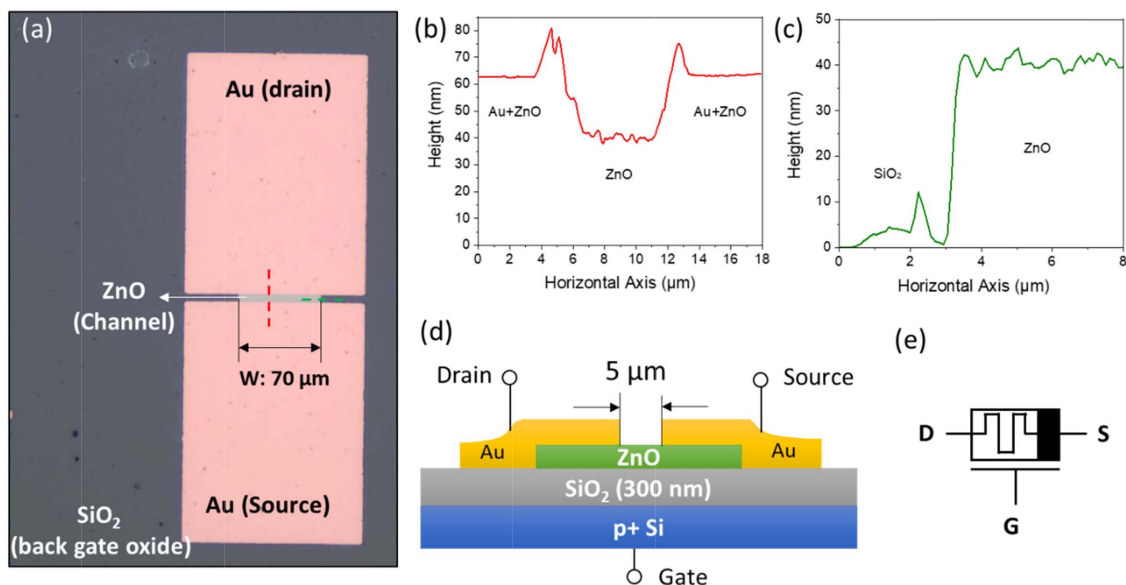 (a)
Au (drain)
ZnO
(Channel)
W: 70 µm
Au (Source)
SiO₂
(back gate oxide)
(b)
Height (nm)
80
70
60
50
40
30
20
10
0
Au+ZnO
Au+ZnO
ZnO
0 2 4 6 8 10 12 14 16 18
Horizontal Axis (µm)
(c)
Height (nm)
50
40
30
20
10
0
SiO₂
ZnO
0 2 4 6 8
Horizontal Axis (µm)
(d)
5 µm
Drain
Source
Au
ZnO
Au
SiO₂ (300 nm)
p+ Si
Gate
(e)
D
S
G